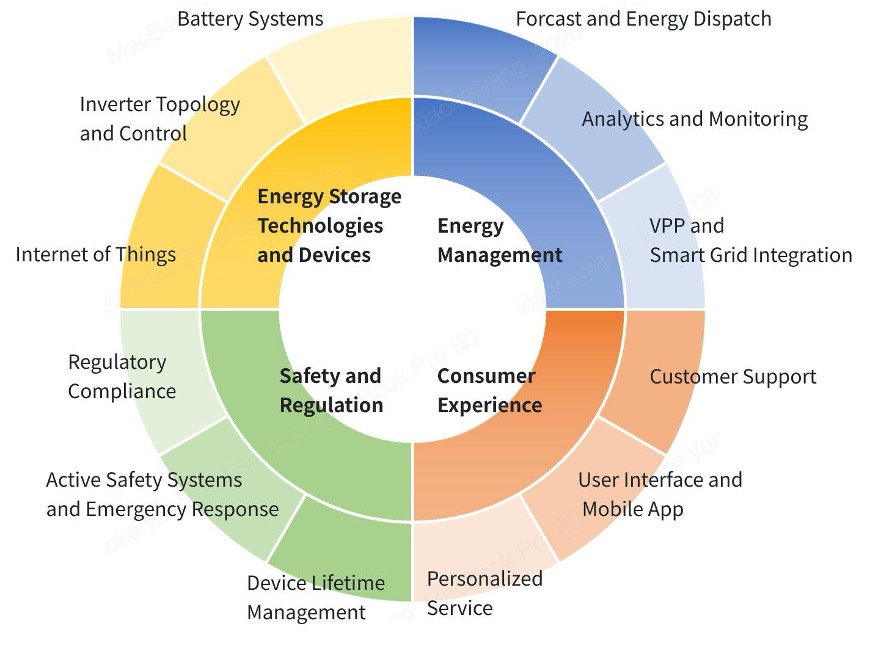 Battery Systems
Forcast and Energy Dispatch
Inverter Topology
and Control
Analytics and Monitoring
Energy Storage
Technologies
and Devices
Energy
Management
Internet of Things
VPP and
Smart Grid Integration
Regulatory
Compliance
Safety and
Regulation
Consumer
Experience
Customer Support
Active Safety Systems
and Emergency Response
User Interface and
Mobile App
Device Lifetime
Management
Personalized
Service